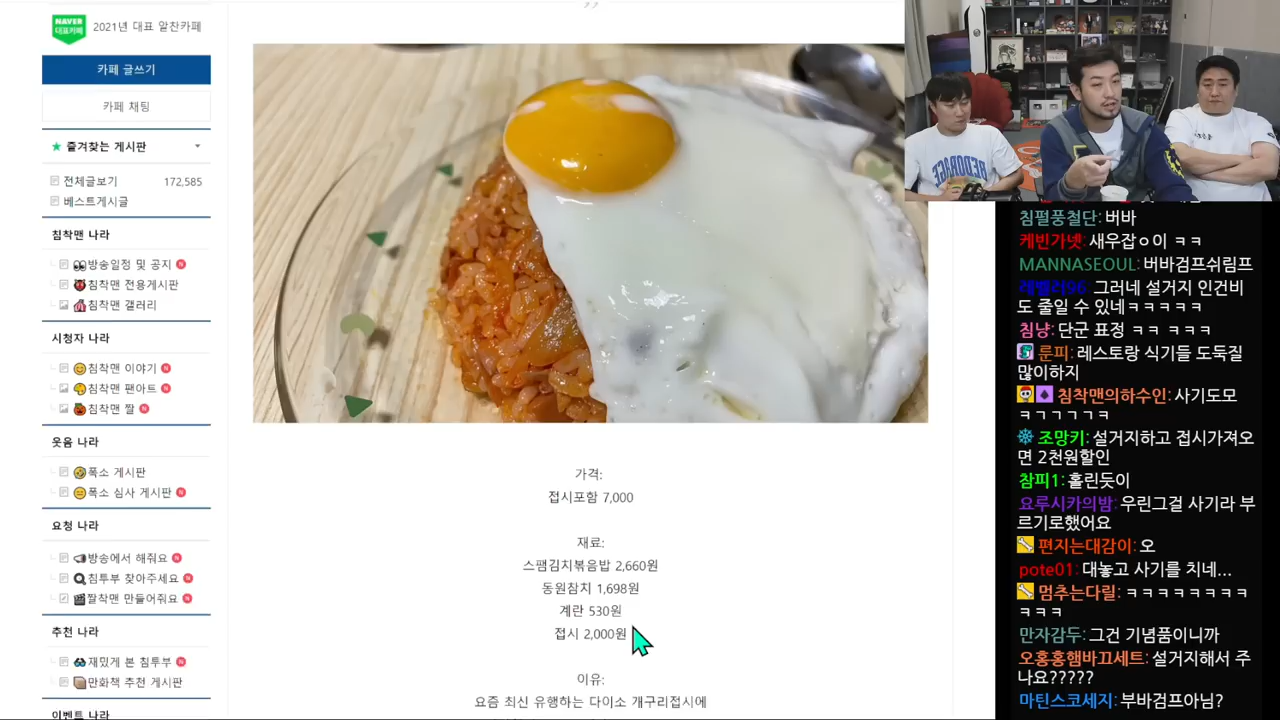 NAVER
대표카페
2021년 대표 알찬카페
카페 글쓰기
카페 채팅
즐겨찾는 게시판
전체글보기 172,585
베스트게시글
침착맨 나라
방송일정 및 공지 N
침착맨 전용게시판
침착맨 갤러리
시청자 나라
침착맨 이야기 N
침착맨 팬아트 N
침착맨 짤 N
웃음 나라
폭소 게시판
폭소 심사 게시판 N
요청 나라
방송에서 해줘요 N
침투부 찾아주세요 N
짤착맨 만들어줘요 N
추천 나라
재밌게 본 침투부 N
만화책 추천 게시판
이벤트 나라
가격:
접시포함 7,000
재료:
스팸김치볶음밥 2,660원
동원참치 1,698원
계란 530원
접시 2,000원
이유:
요즘 최신 유행하는 다이소 개구리접시에
침펄풍철단: 버바
케빈가넷: 새우잡ㅇ이 ㅋㅋ
MANNASEOUL: 버바검프쉬림프
레벨러96: 그러네 설거지 인건비
도 줄일 수 있네ㅋㅋㅋㅋㅋ
침냥: 단군 표정 ㅋㅋ ㅋㅋㅋ
룬피: 레스토랑 식기들 도둑질
많이하지
침착맨의하수인: 사기도모
ㅋㄱㄱㄱㄱㅋ
조망키: 설거지하고 접시가져오
면 2천원할인
참피1: 홀린듯이
요루시카의밤: 우린그걸 사기라 부
르기로했어요
편지는대감이: 오
pote01: 대놓고 사기를 치네...
멈추는다릴: ㅋㅋㅋㅋㅋㅋㅋㅋ
ㅋㅋㅋ
만자감두: 그건 기념품이니까
오홍홍햄바끄세트: 설거지해서 주
나요?????
마틴스코세지: 부바검프아님?